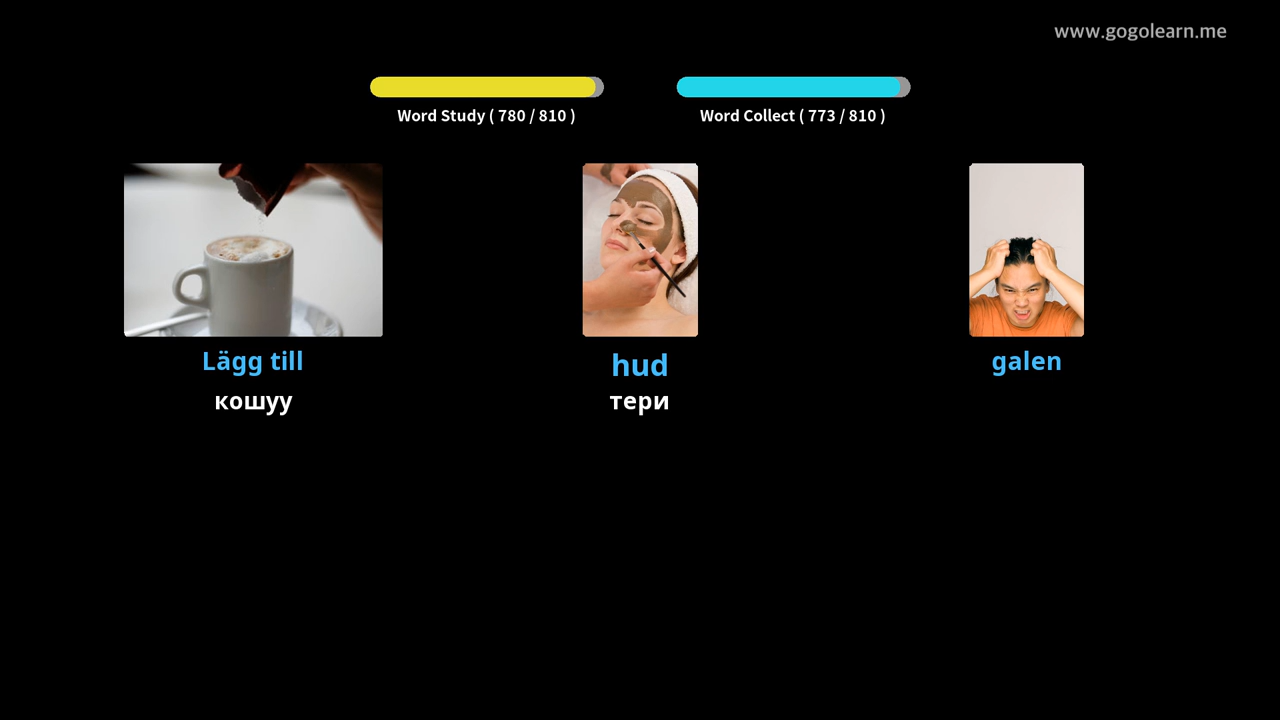 www.gogolearn.me
Word Study ( 780 / 810 )
Word Collect ( 773 / 810 )
Lägg till
кошуу
hud
тери
galen